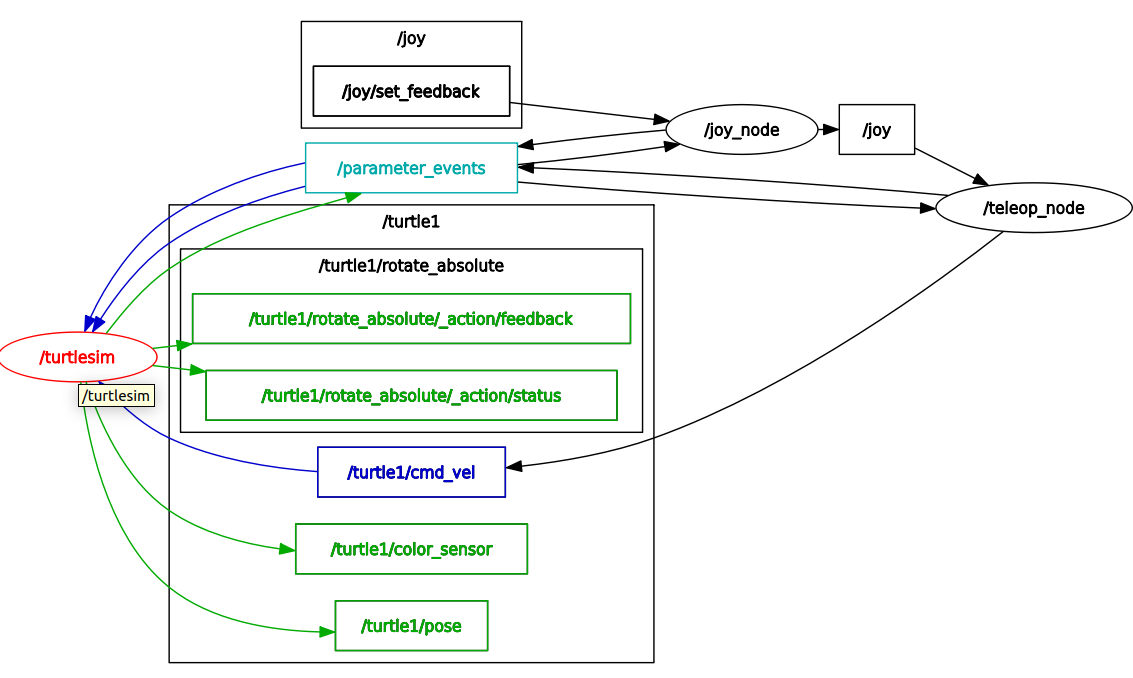 /joy
/joy/set_feedback
/joy_node
/joy
/parameter_events
/teleop_node
/turtle1
/turtle1/rotate_absolute
/turtle1/rotate_absolute/_action/feedback
/turtlesim
/turtlesim
/turtle1/rotate_absolute/_action/status
/turtle1/cmd_vel
/turtle1/color_sensor
/turtle1/pose